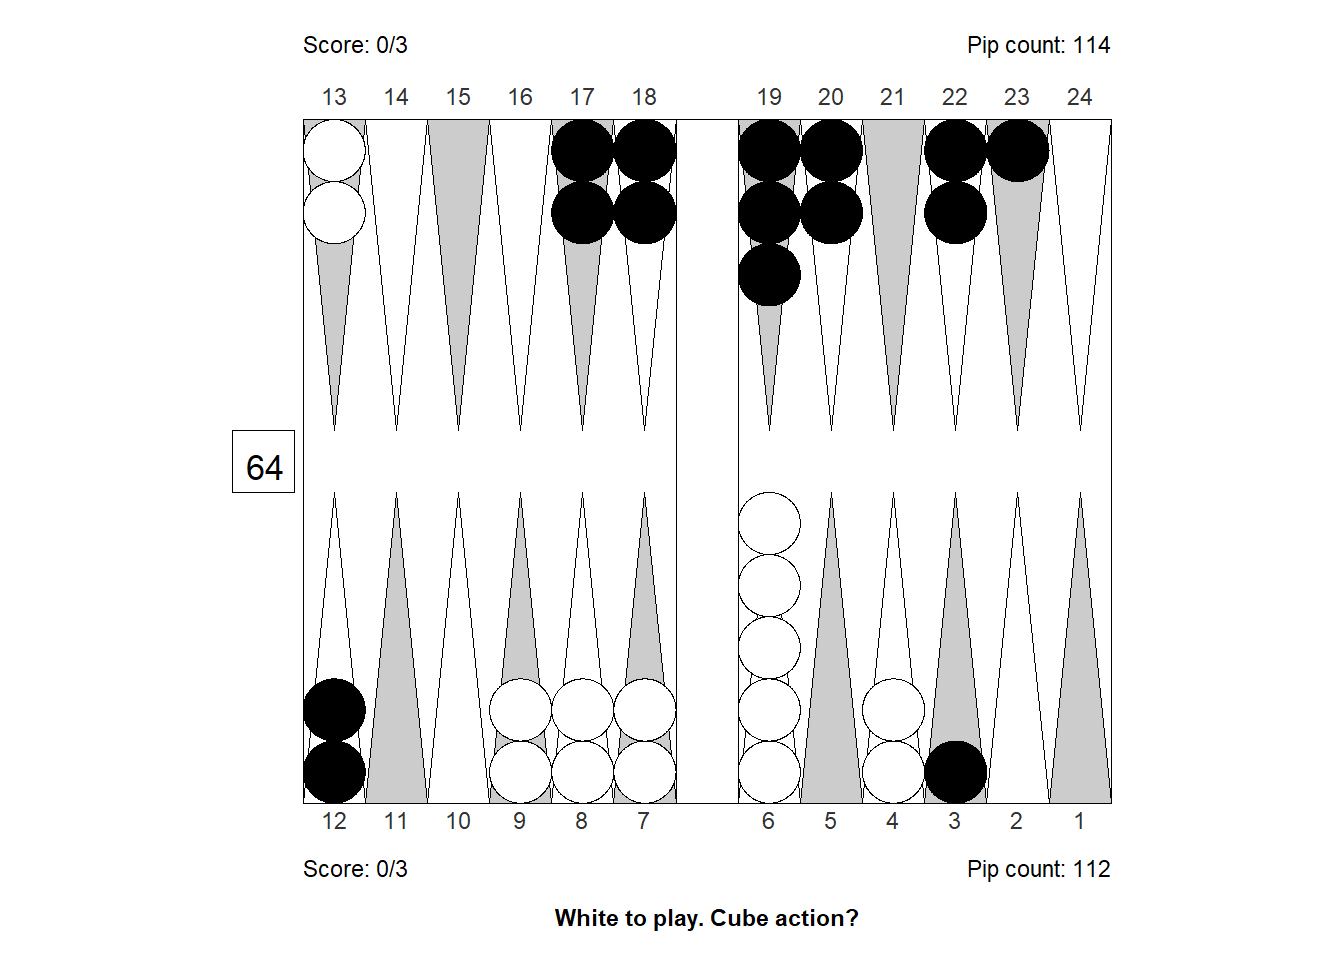 Score: 0/3 Pip count: 114
13 14 15 16 17 18 19 20 21 22 23 24
64
12 11 10 9 8 7 6 5 4 3 2 1
Score: 0/3 Pip count: 112
White to play. Cube action?